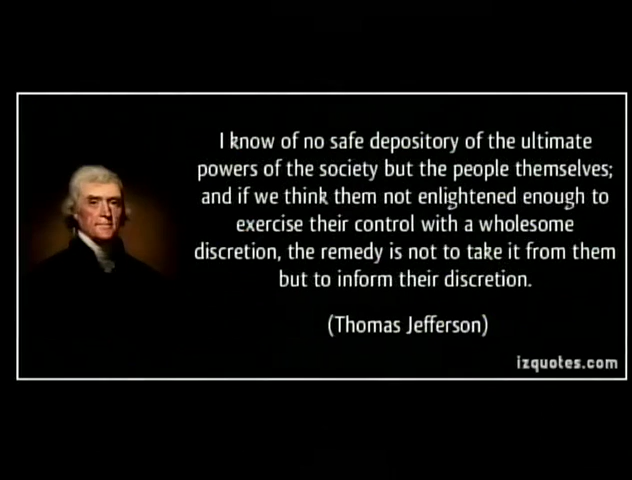 I know of no safe depository of the ultimate
powers of the society but the people themselves;
and if we think them not enlightened enough to
exercise their control with a wholesome
discretion, the remedy is not to take it from them
but to inform their discretion.
(Thomas Jefferson)
izquotes.com